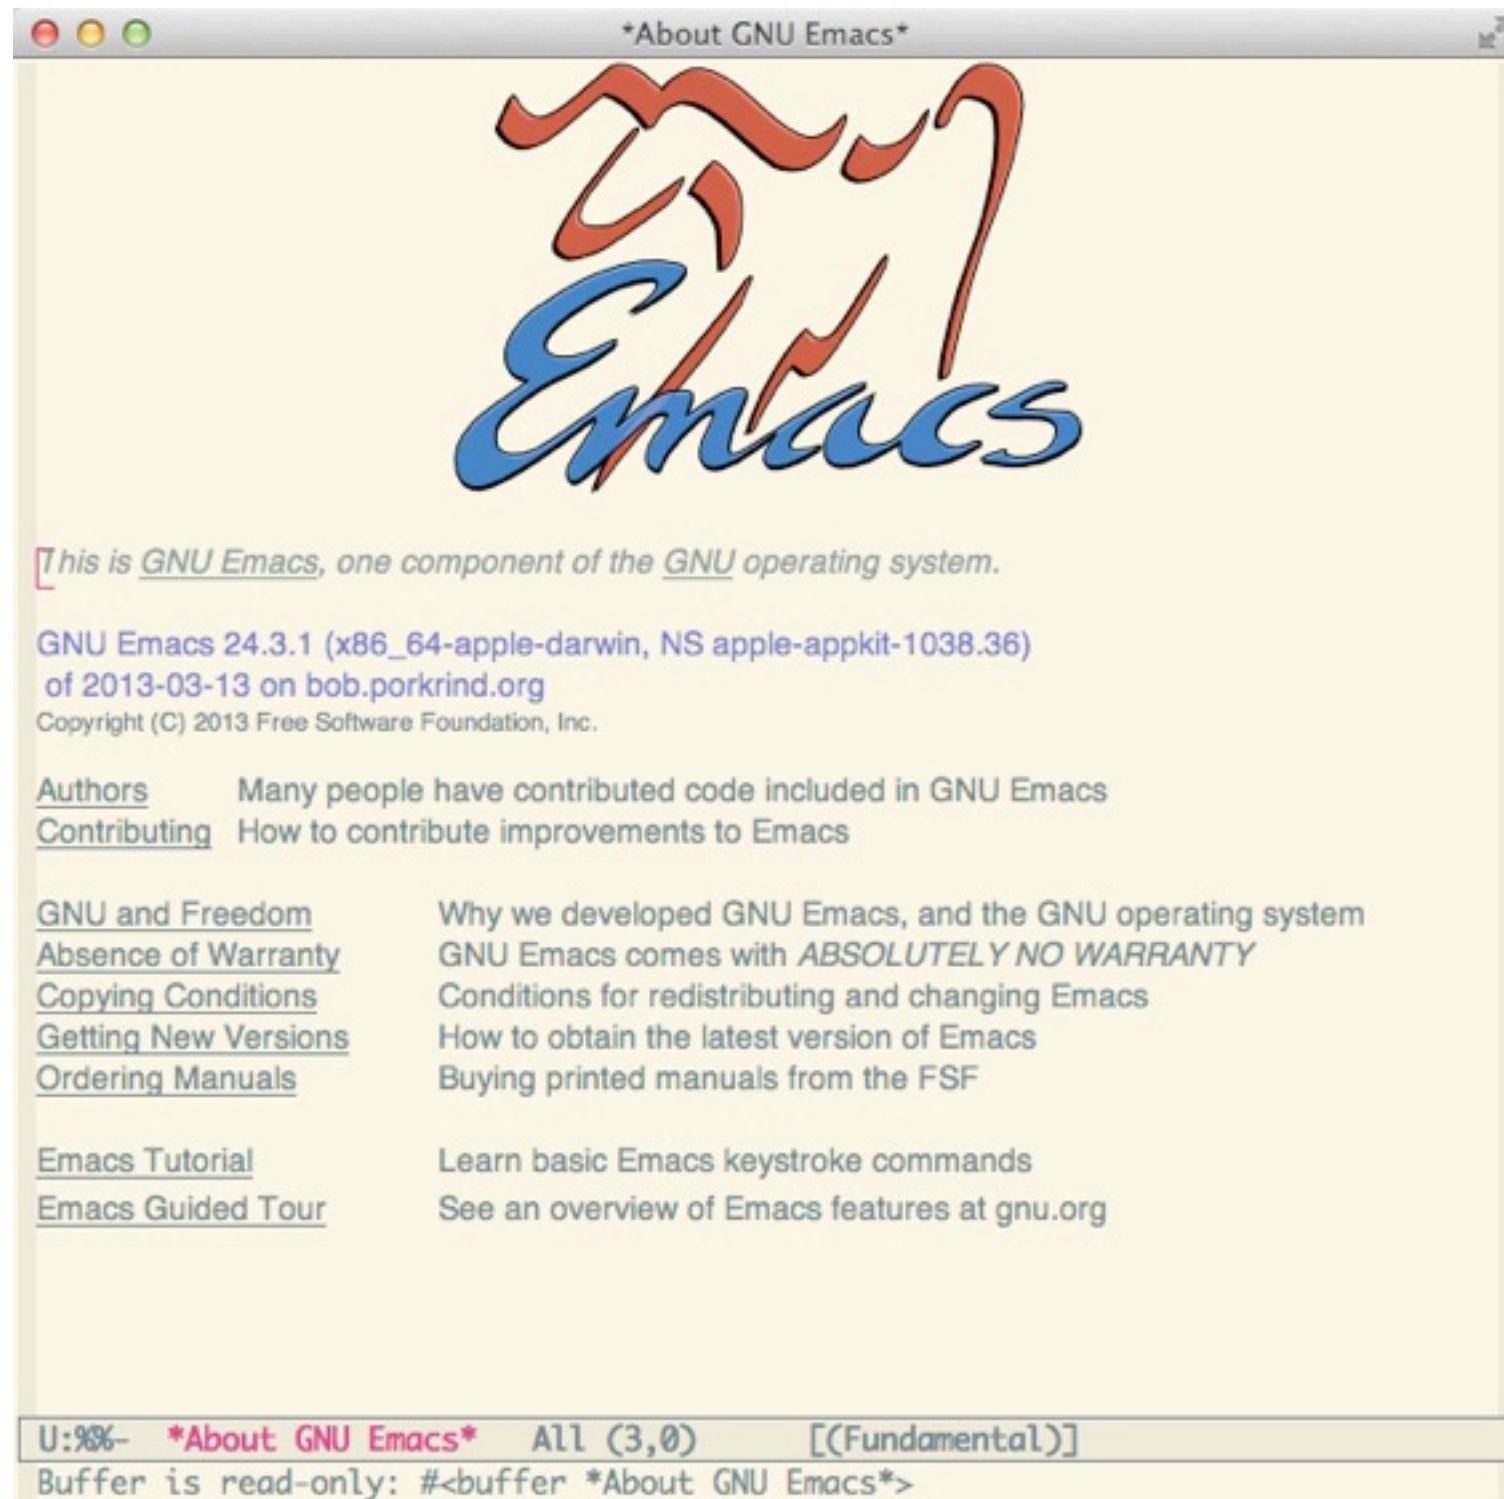 *About GNU Emacs*
Emacs
This is GNU Emacs, one component of the GNU operating system.
GNU Emacs 24.3.1 (x86_64-apple-darwin, NS apple-appkit-1038.36)
of 2013-03-13 on bob.porkrind.org
Copyright (C) 2013 Free Software Foundation, Inc.
Authors Many people have contributed code included in GNU Emacs
Contributing How to contribute improvements to Emacs
GNU and Freedom Why we developed GNU Emacs, and the GNU operating system
Absence of Warranty GNU Emacs comes with ABSOLUTELY NO WARRANTY
Copying Conditions Conditions for redistributing and changing Emacs
Getting New Versions How to obtain the latest version of Emacs
Ordering Manuals Buying printed manuals from the FSF
Emacs Tutorial Learn basic Emacs keystroke commands
Emacs Guided Tour See an overview of Emacs features at gnu.org
U:%%- *About GNU Emacs* All (3,0) [(Fundamental)]
Buffer is read-only: #<buffer *About GNU Emacs*>